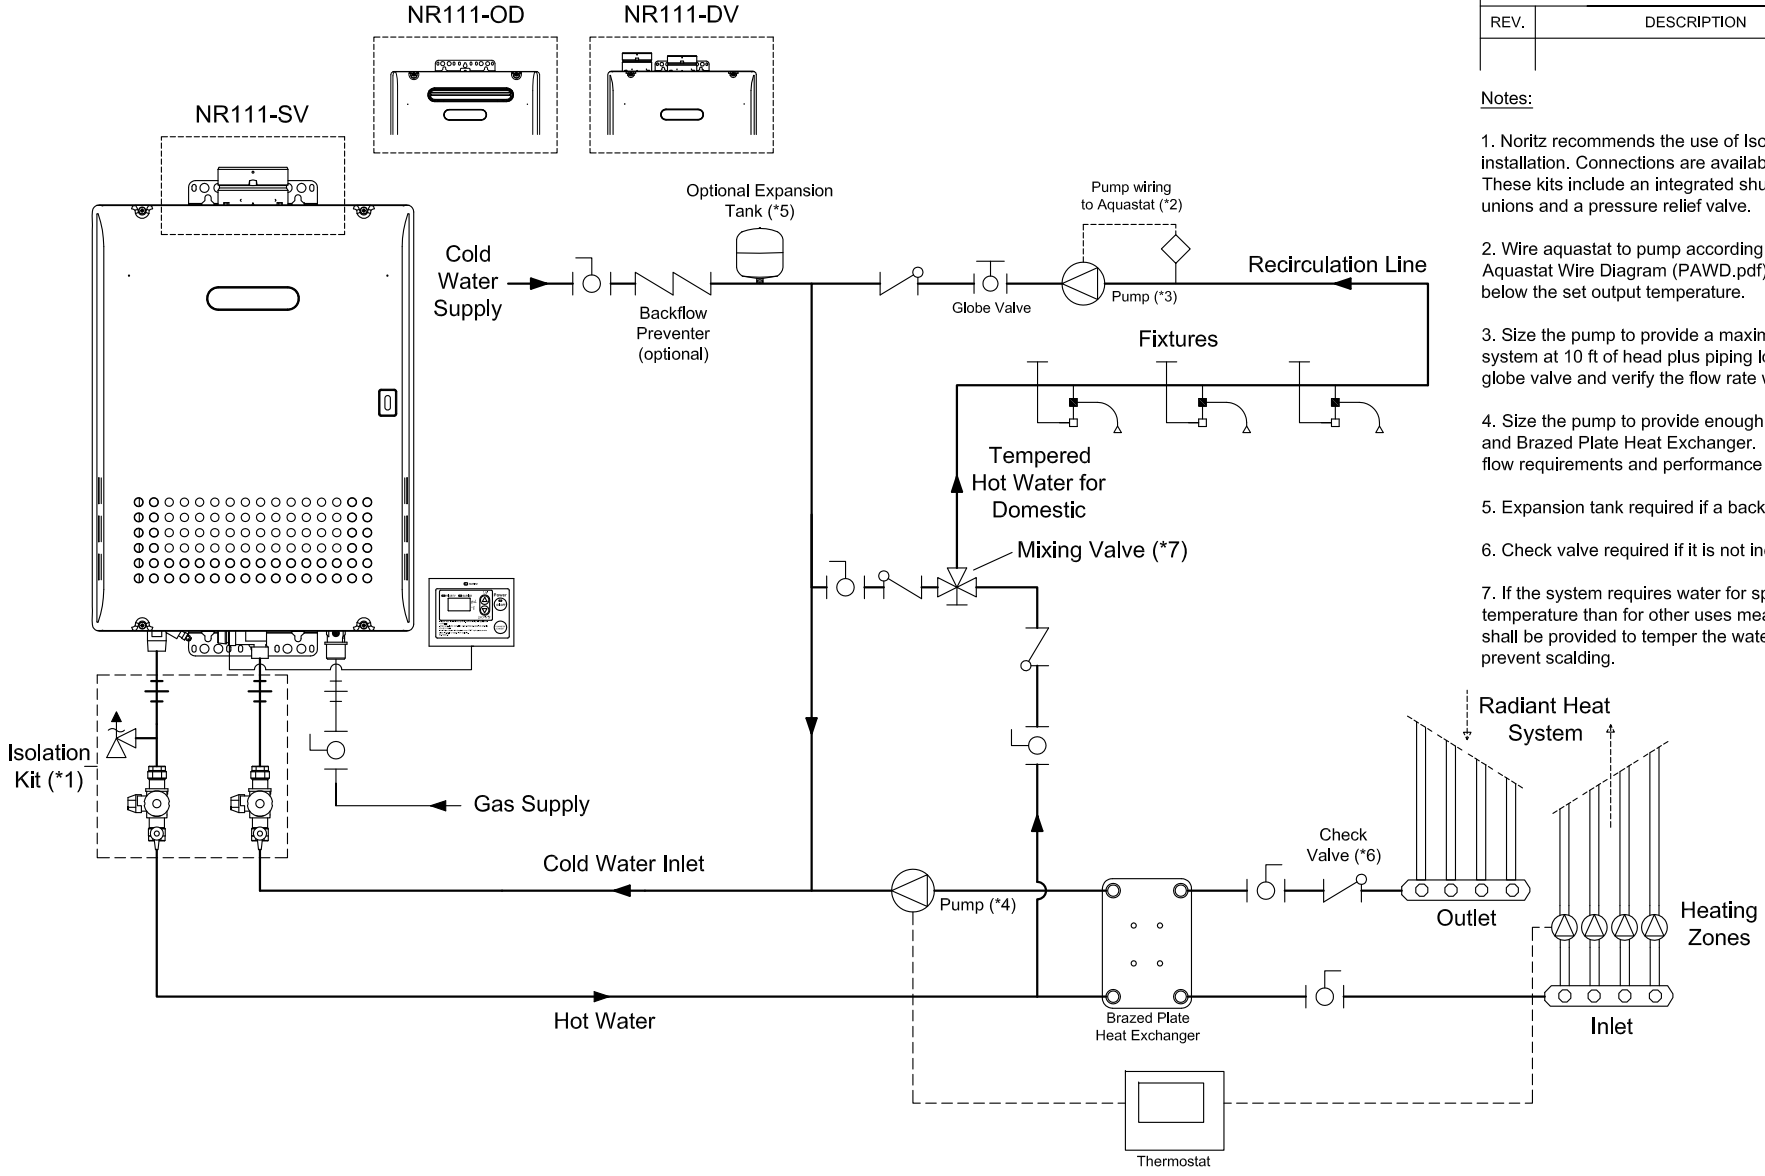 NR111-OD
NR111-DV
NR111-SV
REV.
DESCRIPTION
Notes:
1. Noritz recommends the use of Iso
installation. Connections are availab
These kits include an integrated shu
unions and a pressure relief valve.
2. Wire aquastat to pump according
Aquastat Wire Diagram (PAWD.pdf)
below the set output temperature.
3. Size the pump to provide a maxim
system at 10 ft of head plus piping lo
globe valve and verify the flow rate w
4. Size the pump to provide enough
and Brazed Plate Heat Exchanger.
flow requirements and performance
5. Expansion tank required if a back
6. Check valve required if it is not inc
7. If the system requires water for sp
temperature than for other uses mea
shall be provided to temper the wate
prevent scalding.
Optional Expansion
Tank (*5)
Pump wiring
to Aquastat (*2)
Cold
Water
Supply
Recirculation Line
Backflow
Preventer
(optional)
Globe Valve
Pump (*3)
Fixtures
Tempered
Hot Water for
Domestic
Mixing Valve (*7)
Power
Isolation
Kit (*1)
Gas Supply
Radiant Heat
System
Cold Water Inlet
Check
Valve (*6)
Pump (*4)
Outlet
Heating
Zones
Hot Water
Brazed Plate
Heat Exchanger
Inlet
Thermostat